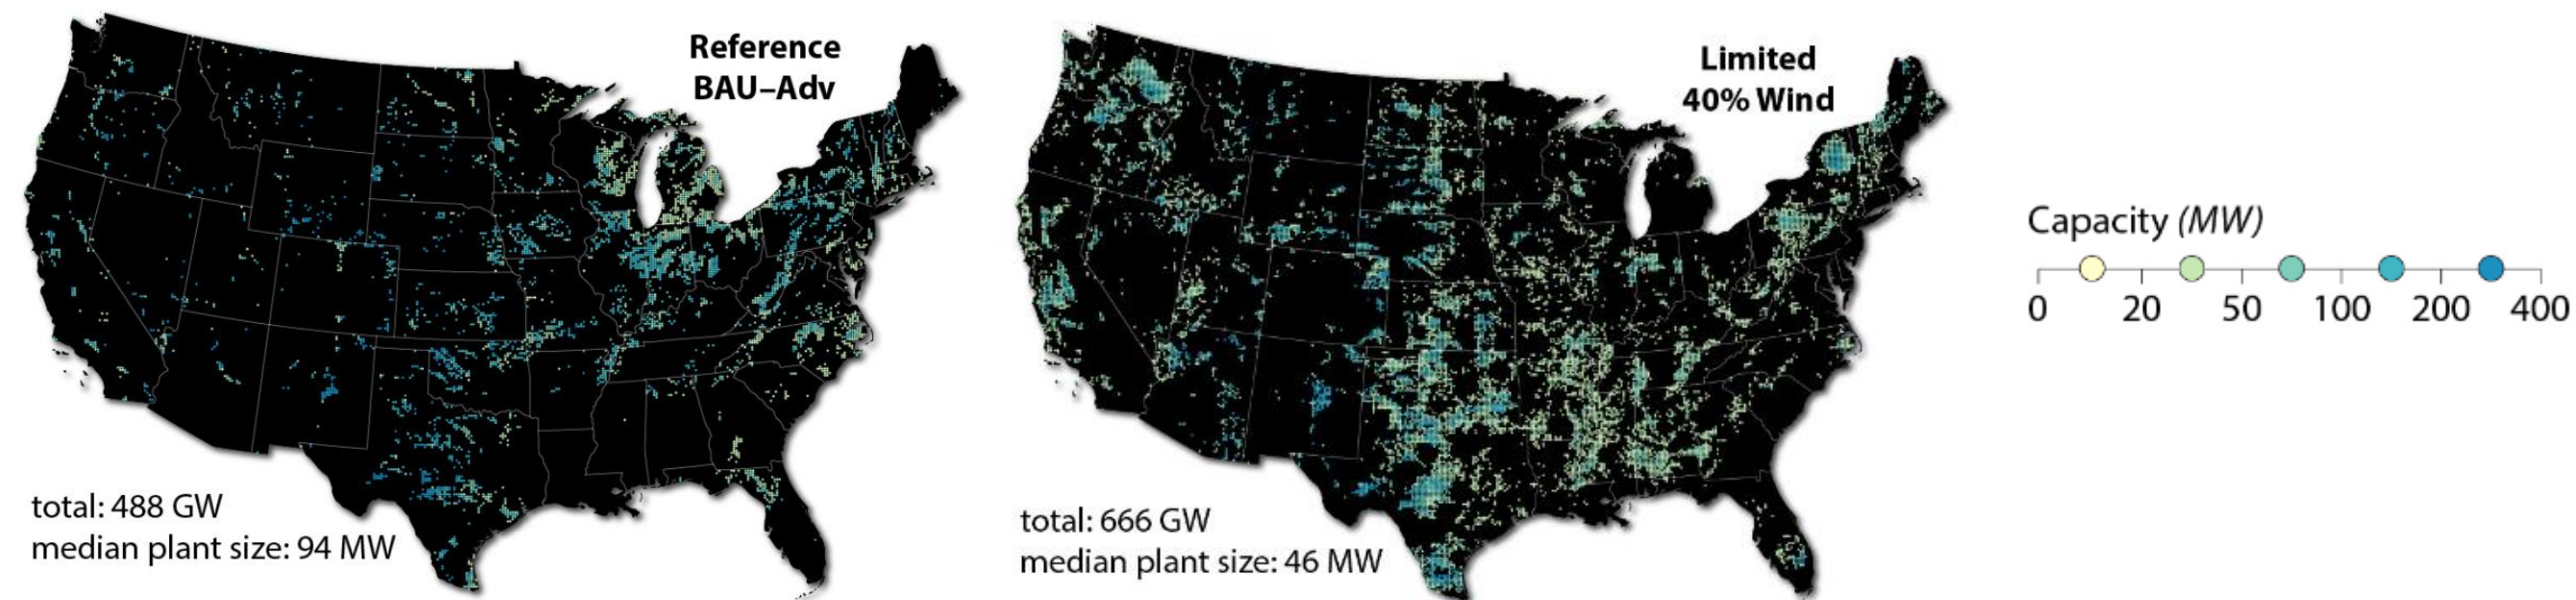 Reference
BAU–Adv
total: 488 GW
median plant size: 94 MW
Limited
40% Wind
total: 666 GW
median plant size: 46 MW
Capacity (MW)
0 20 50 100 200 400